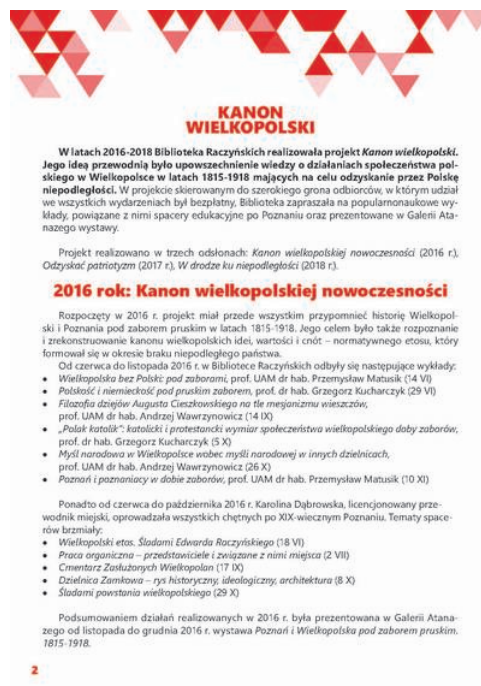 KANON
WIELKOPOLSKI
W latach 2016-2018 Biblioteka Raczyńskich realizowała projekt Kanon wielkopolski.
Jego ideą przewodnią było upowszechnienie wiedzy o działaniach społeczeństwa pol-
skiego w Wielkopolsce w latach 1815-1918 mających na celu odzyskanie przez Polskę
niepodległości. W projekcie skierowanym do szerokiego grona odbiorców, w którym udział
we wszystkich wydarzeniach był bezpłatny, Biblioteka zapraszała na popularnonaukowe wy-
kłady, powiązane z nimi spacery edukacyjne po Poznaniu oraz prezentowane w Galerii Ata-
nazego wystawy.
Projekt realizowano w trzech odsłonach: Kanon wielkopolskiej nowoczesności (2016 r.),
Odzyskać patriotyzm (2017 r.), W drodze ku niepodległości (2018 r.).
2016 rok: Kanon wielkopolskiej nowoczesności
Rozpoczęty w 2016 r. projekt miał przede wszystkim przypomnieć historię Wielkopol-
ski i Poznania pod zaborem pruskim w latach 1815-1918. Jego celem było także rozpoznanie
i zrekonstruowanie kanonu wielkopolskich idei, wartości i cnót – normatywnego etosu, który
formował się w okresie braku niepodległego państwa.
Od czerwca do listopada 2016 r. w Bibliotece Raczyńskich odbyły się następujące wykłady:
• Wielkopolska bez Polski: pod zaborami, prof. UAM dr hab. Przemysław Matusik (14 VI)
• Polskość i niemieckość pod pruskim zaborem, prof. dr hab. Grzegorz Kucharczyk (29 VI)
• Filozofia dziejów Augusta Cieszkowskiego na tle mesjanizmu wieszczów,
prof. UAM dr hab. Andrzej Wawrzynowicz (14 IX)
• „Polak katolik”: katolicki i protestancki wymiar społeczeństwa wielkopolskiego doby zaborów,
prof. dr hab. Grzegorz Kucharczyk (5 X)
• Myśl narodowa w Wielkopolsce wobec myśli narodowej w innych dzielnicach,
prof. UAM dr hab. Andrzej Wawrzynowicz (26 X)
• Poznań i poznaniacy w dobie zaborów, prof. UAM dr hab. Przemysław Matusik (10 XI)
Ponadto od czerwca do października 2016 r. Karolina Dąbrowska, licencjonowany prze-
wodnik miejski, oprowadzała wszystkich chętnych po XIX-wiecznym Poznaniu. Tematy space-
rów brzmiały:
• Wielkopolski etos. Śladami Edwarda Raczyńskiego (18 VI)
• Praca organiczna – przedstawiciele i związane z nimi miejsca (2 VII)
• Cmentarz Zasłużonych Wielkopolan (17 IX)
• Dzielnica Zamkowa – rys historyczny, ideologiczny, architektura (8 X)
• Śladami powstania wielkopolskiego (29 X)
Podsumowaniem działań realizowanych w 2016 r. była prezentowana w Galerii Atana-
zego od listopada do grudnia 2016 r. wystawa Poznań i Wielkopolska pod zaborem pruskim.
1815-1918.
2